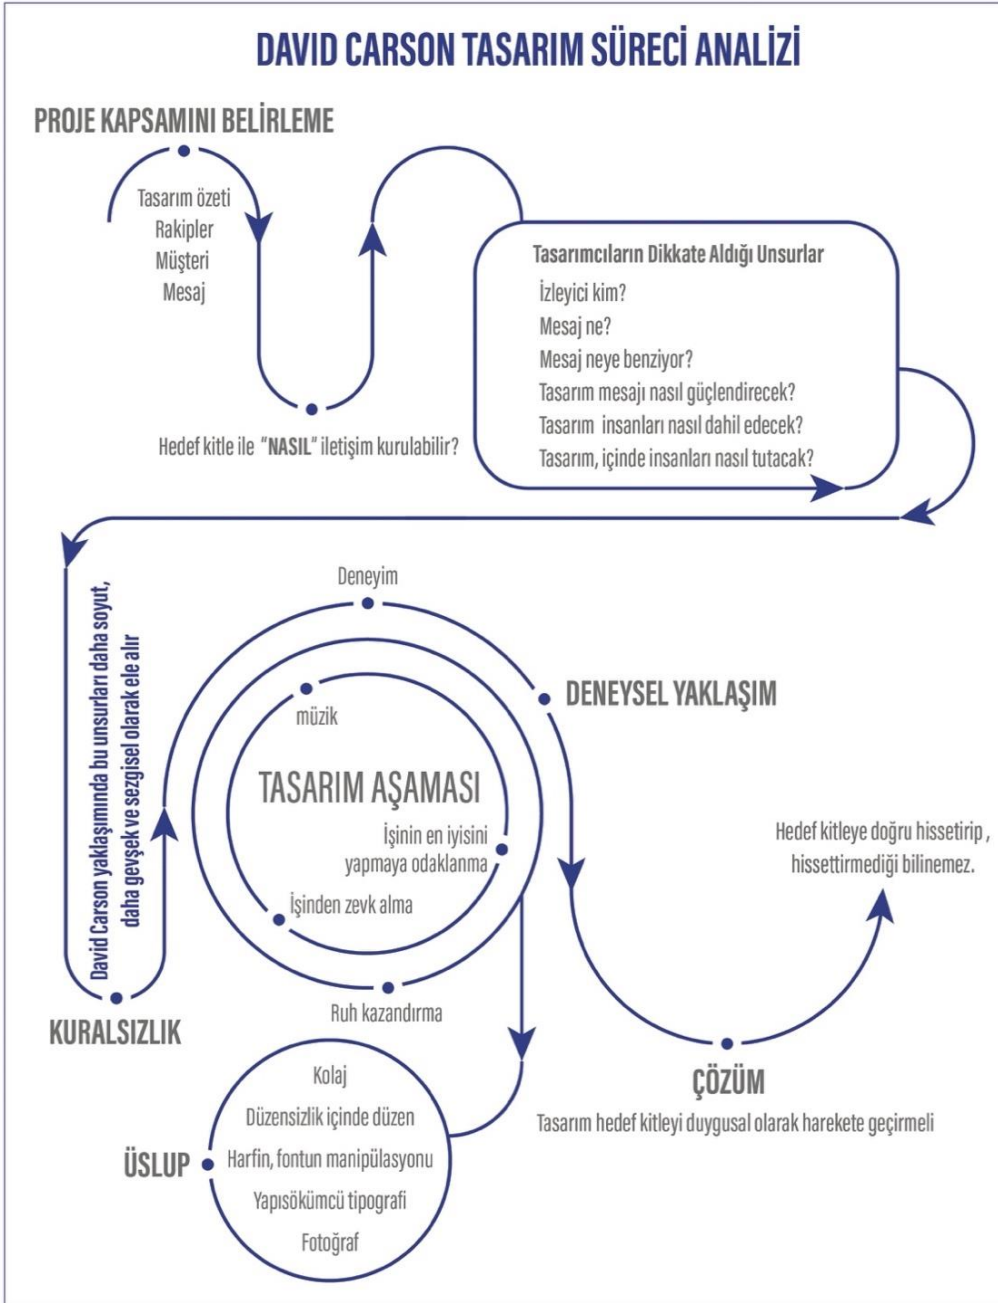 DAVID CARSON TASARIM SÜRECİ ANALİZİ
PROJE KAPSAMINI BELİRLEME
Tasarım özeti
Rakipler
Müşteri
Mesaj
Hedef kitle ile “NASIL” iletişim kurulabilir?
Tasarımcıların Dikkate Aldığı Unsurlar
İzleyici kim?
Mesaj ne?
Mesaj neye benziyor?
Tasarım mesajı nasıl güçlendirecek?
Tasarım insanları nasıl dahil edecek?
Tasarım, içinde insanları nasıl tutacak?
David Carson yaklaşımında bu unsurları daha soyut,
daha gevşek ve sezgisel olarak ele alır
KURALSIZLIK
Deneyim
DENEYSEL YAKLAŞIM
müzik
TASARIM AŞAMASI
İşinin en iyisini
yapmaya odaklanma
İşinden zevk alma
Ruh kazandırma
Hedef kitleye doğru hissetirip ,
hissettirmediği bilinemez.
ÇÖZÜM
Tasarım hedef kitleyi duygusal olarak harekete geçirmeli
ÜSLUP
Kolaj
Düzensizlik içinde düzen
Harfin, fontun manipülasyonu
Yapısökümcü tipografi
Fotoğraf